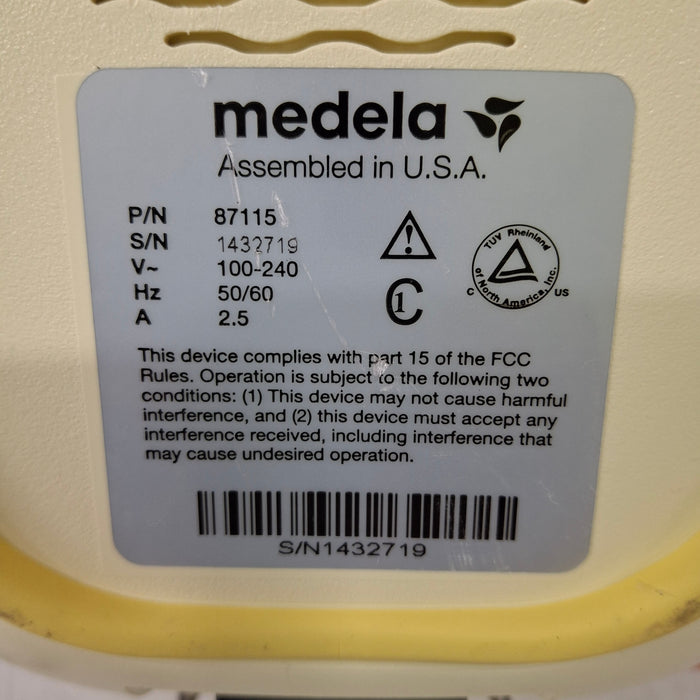 medela
Assembled in U.S.A.
P/N 87115
S/N 1432719
V~ 100-240
Hz 50/60
A 2.5
!
1
TUV Rheinland
of North America, Inc.
C US
This device complies with part 15 of the FCC
Rules. Operation is subject to the following two
conditions: (1) This device may not cause harmful
interference, and (2) this device must accept any
interference received, including interference that
may cause undesired operation.
S/N1432719